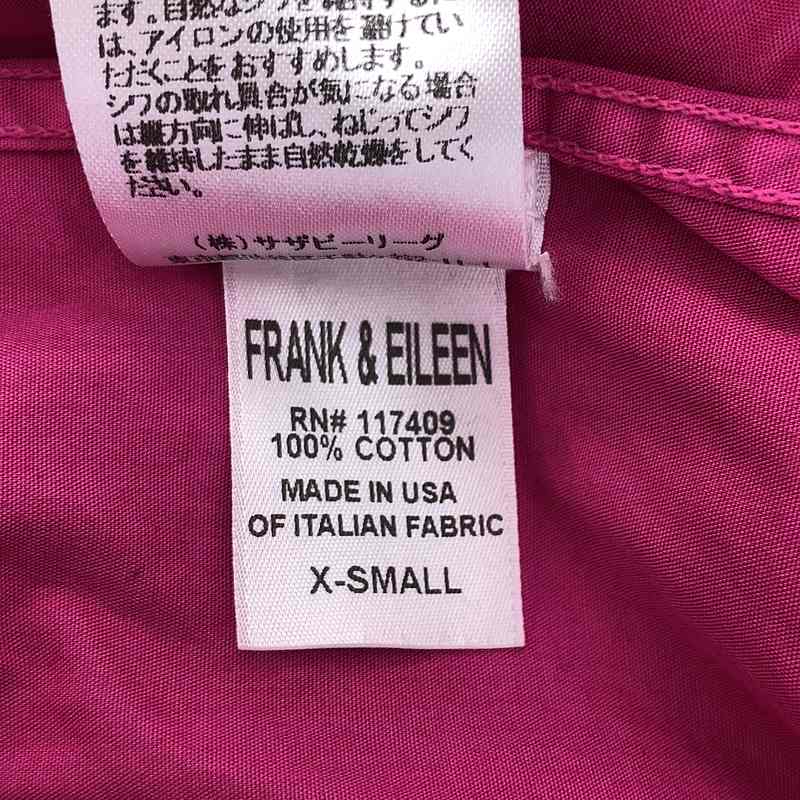 ます。自然なシワを維持するに
は、アイロンの使用を避けてい
ただくことをおすすめします。
シワの取れ具合が気になる場合
は縦方向に伸ばし、ねじってシワ
を維持したまま自然乾燥をしてく
ださい。
(株)サザビーリーグ
FRANK & EILEEN
RN# 117409
100% COTTON
MADE IN USA
OF ITALIAN FABRIC
X-SMALL